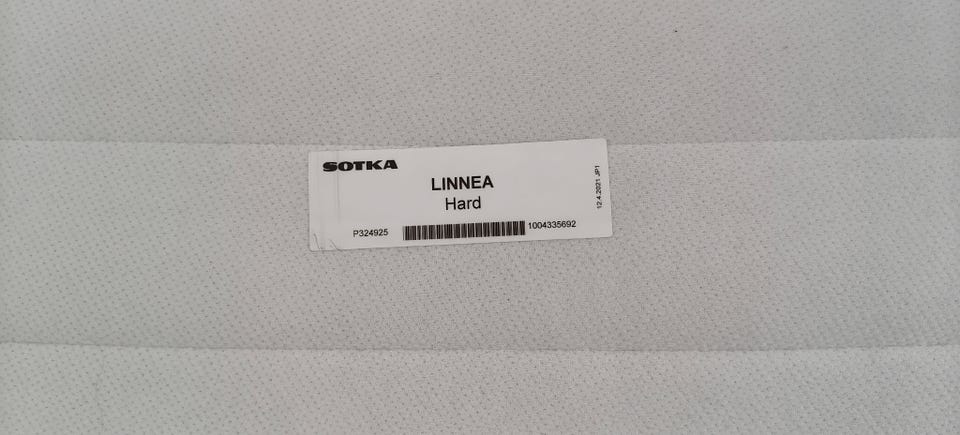 SOTKA
LINNEA
Hard
P324925
1004335692
12.4.2021 JP1